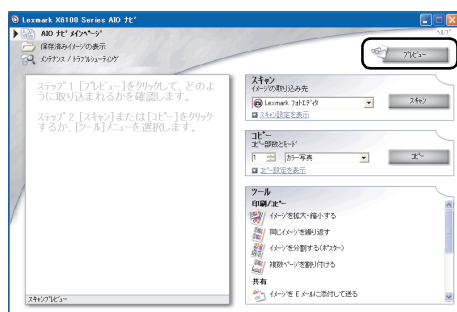 Lexmark X6100 Series AIO ナビ
AIO ナビ メインページ
保存済みイメージの表示
メンテナンス / トラブルシューティング
ヘルプ
プレビュー
ステップ 1 [プレビュー]をクリックして、どのよ
うに取り込まれるかを確認します。
ステップ 2 [スキャン]または[コピー]をクリック
するか、[ツール]メニューを選択します。
スキャンプレビュー
スキャン
イメージの取り込み先
Lexmark フォトエディタ
スキャン
スキャン設定を表示
コピー
コピー部数とモード
1 カラー写真
コピー
コピー設定を表示
ツール
印刷/コピー
イメージを拡大・縮小する
同じイメージを繰り返す
イメージを分割する(ポスター)
複数ページを割り付ける
共有
イメージを E メールに添付して送る